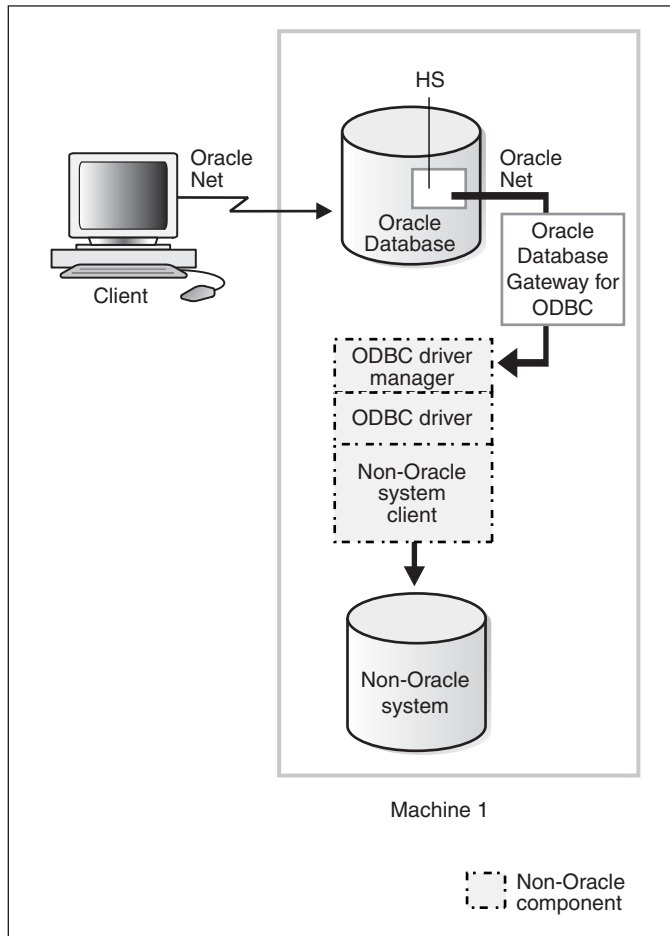 HS
Oracle
Net
Client
Oracle
Database
Oracle
Net
Oracle
Database
Gateway for
ODBC
ODBC driver
manager
ODBC driver
Non-Oracle
system
client
Non-Oracle
system
Machine 1
Non-Oracle
component